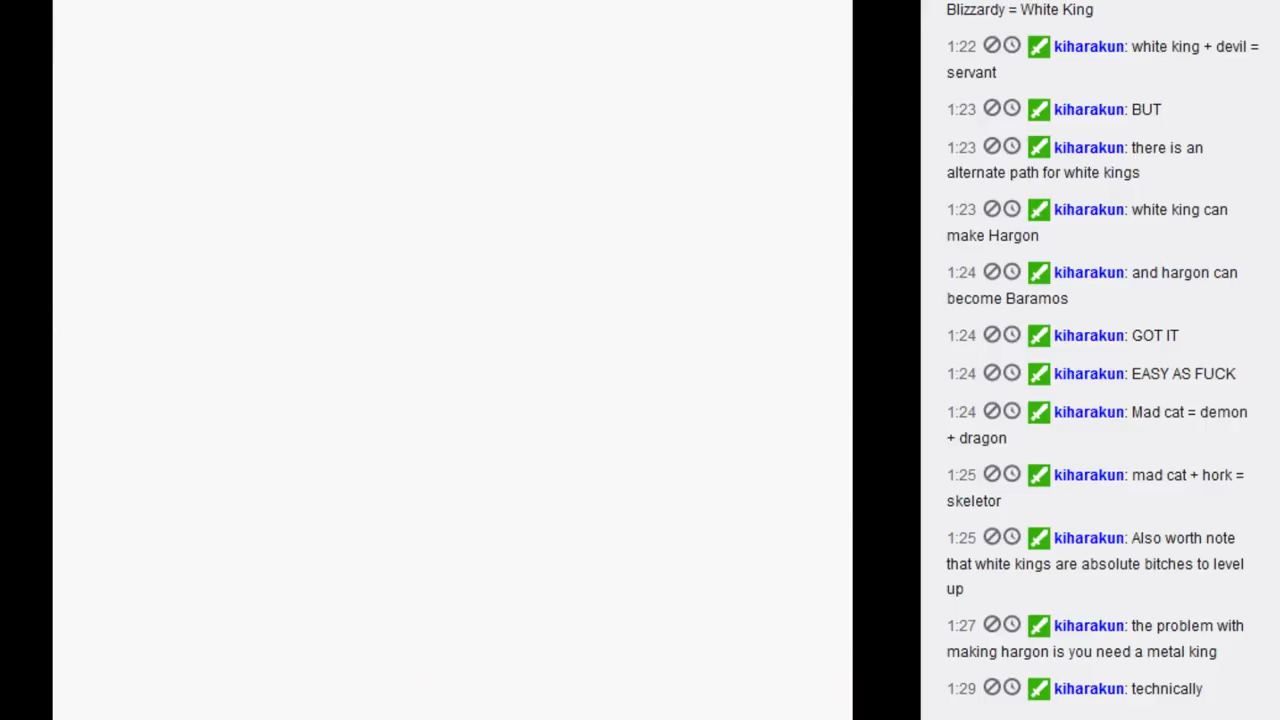 Blizzardy = White King
1:22 kiharakun: white king + devil =
servant
1:23 kiharakun: BUT
1:23 kiharakun: there is an
alternate path for white kings
1:23 kiharakun: white king can
make Hargon
1:24 kiharakun: and hargon can
become Baramos
1:24 kiharakun: GOT IT
1:24 kiharakun: EASY AS FUCK
1:24 kiharakun: Mad cat = demon
+ dragon
1:25 kiharakun: mad cat + hork =
skeletor
1:25 kiharakun: Also worth note
that white kings are absolute bitches to level
up
1:27 kiharakun: the problem with
making hargon is you need a metal king
1:29 kiharakun: technically